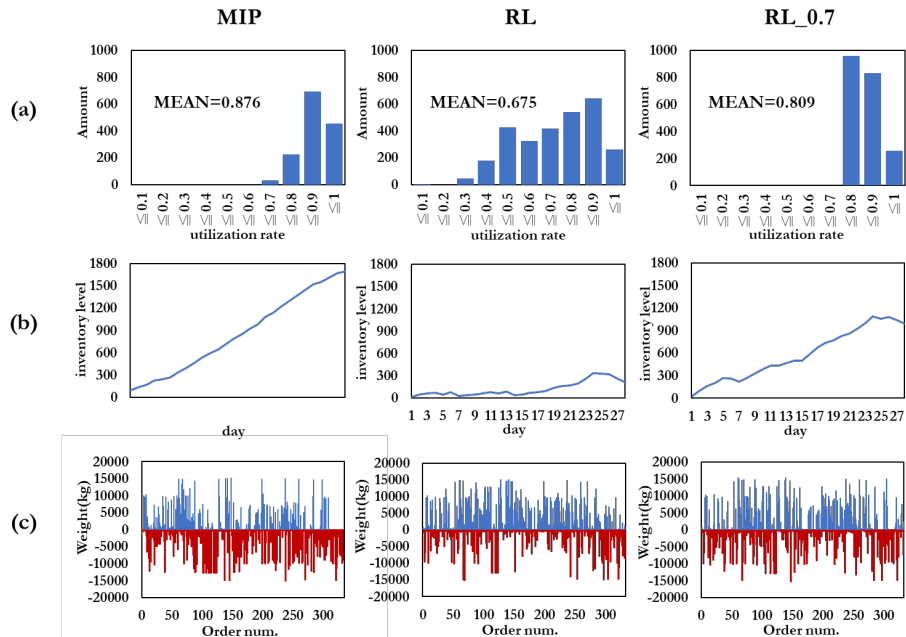 MIP RL RL_0.7
(a)
Amount
1000
800
600
400
200
0
MEAN=0.876
≦0.1 ≦0.2 ≦0.3 ≦0.4 ≦0.5 ≦0.6 ≦0.7 ≦0.8 ≦0.9 ≦1
utilization rate
Amount
1000
800
600
400
200
0
MEAN=0.675
≦0.1 ≦0.2 ≦0.3 ≦0.4 ≦0.5 ≦0.6 ≦0.7 ≦0.8 ≦0.9 ≦1
utilization rate
Amount
1000
800
600
400
200
0
MEAN=0.809
≦0.1 ≦0.2 ≦0.3 ≦0.4 ≦0.5 ≦0.6 ≦0.7 ≦0.8 ≦0.9 ≦1
utilization rate
(b)
inventory level
1800
1500
1200
900
600
300
0
day
inventory level
1800
1500
1200
900
600
300
0
1 3 5 7 9 11 13 15 17 19 21 23 25 27
day
inventory level
1800
1500
1200
900
600
300
0
1 3 5 7 9 11 13 15 17 19 21 23 25 27
day
(c)
Weight(kg)
20000
15000
10000
5000
0
-5000
-10000
-15000
-20000
0 50 100 150 200 250 300
Order num.
Weight(kg)
20000
15000
10000
5000
0
-5000
-10000
-15000
-20000
0 50 100 150 200 250 300
Order num.
Weight(kg)
20000
15000
10000
5000
0
-5000
-10000
-15000
-20000
0 50 100 150 200 250 300
Order num.